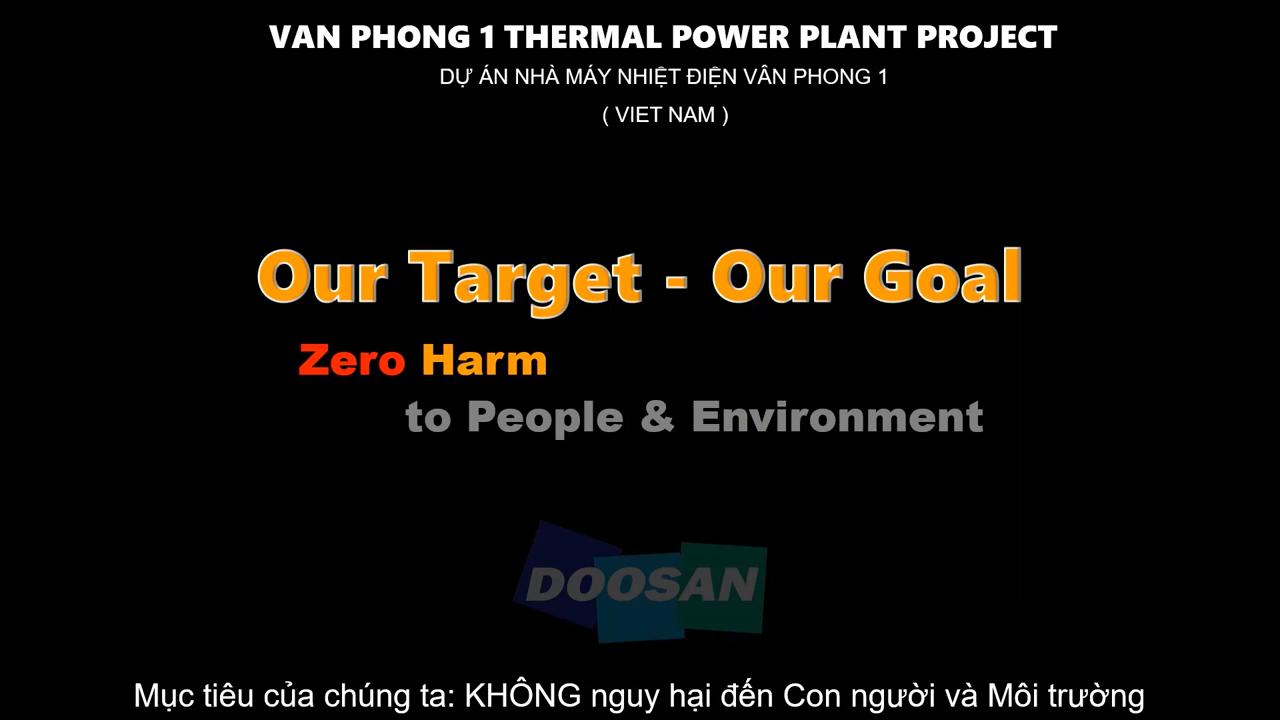 VAN PHONG 1 THERMAL POWER PLANT PROJECT
DỰ ÁN NHÀ MÁY NHIỆT ĐIỆN VÂN PHONG 1
( VIET NAM )
Our Target - Our Goal
Zero Harm
to People & Environment
DOOSAN
Mục tiêu của chúng ta: KHÔNG nguy hại đến Con người và Môi trường